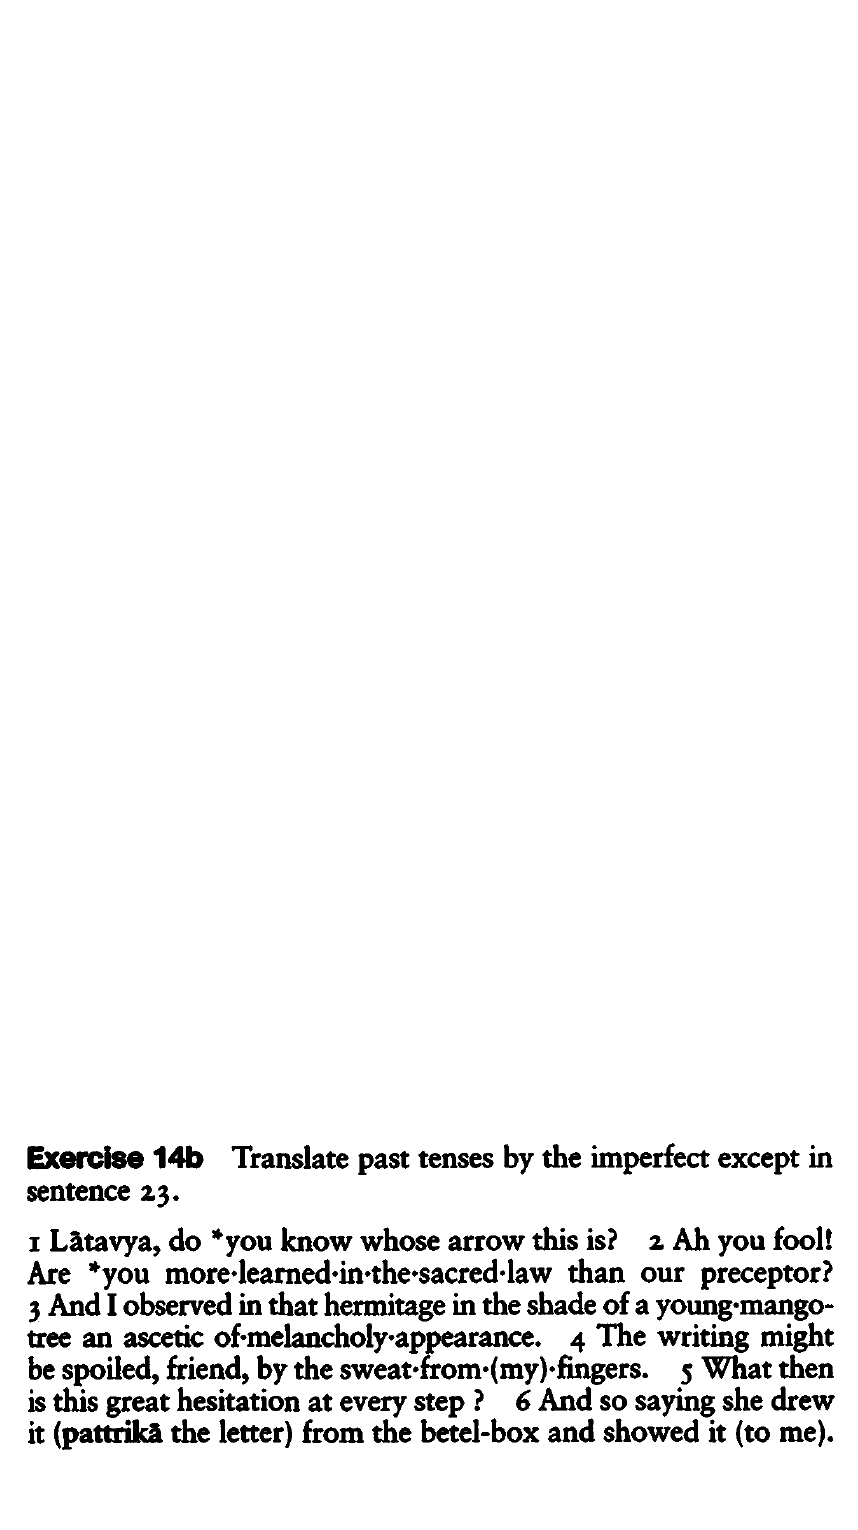 Exercise 14b Translate past tenses by the imperfect except in
sentence 23.
1 Lātavya, do *you know whose arrow this is? 2 Ah you fool!
Are *you more·learned·in·the·sacred·law than our preceptor?
3 And I observed in that hermitage in the shade of a young·mango-
tree an ascetic of·melancholy·appearance. 4 The writing might
be spoiled, friend, by the sweat·from·(my)·fingers. 5 What then
is this great hesitation at every step ? 6 And so saying she drew
it (pattrikā the letter) from the betel-box and showed it (to me).